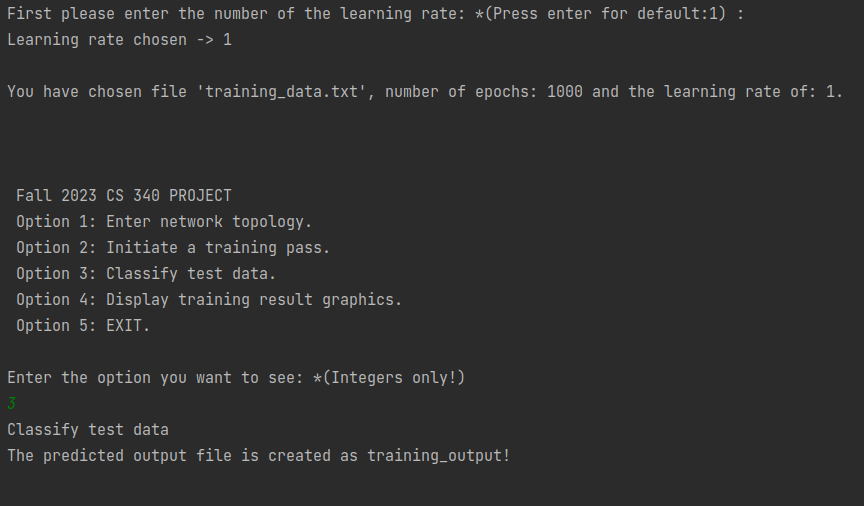 First please enter the number of the learning rate: *(Press enter for default:1) :
Learning rate chosen -> 1
You have chosen file 'training_data.txt', number of epochs: 1000 and the learning rate of: 1.
Fall 2023 CS 340 PROJECT
Option 1: Enter network topology.
Option 2: Initiate a training pass.
Option 3: Classify test data.
Option 4: Display training result graphics.
Option 5: EXIT.
Enter the option you want to see: *(Integers only!)
3
Classify test data
The predicted output file is created as training_output!